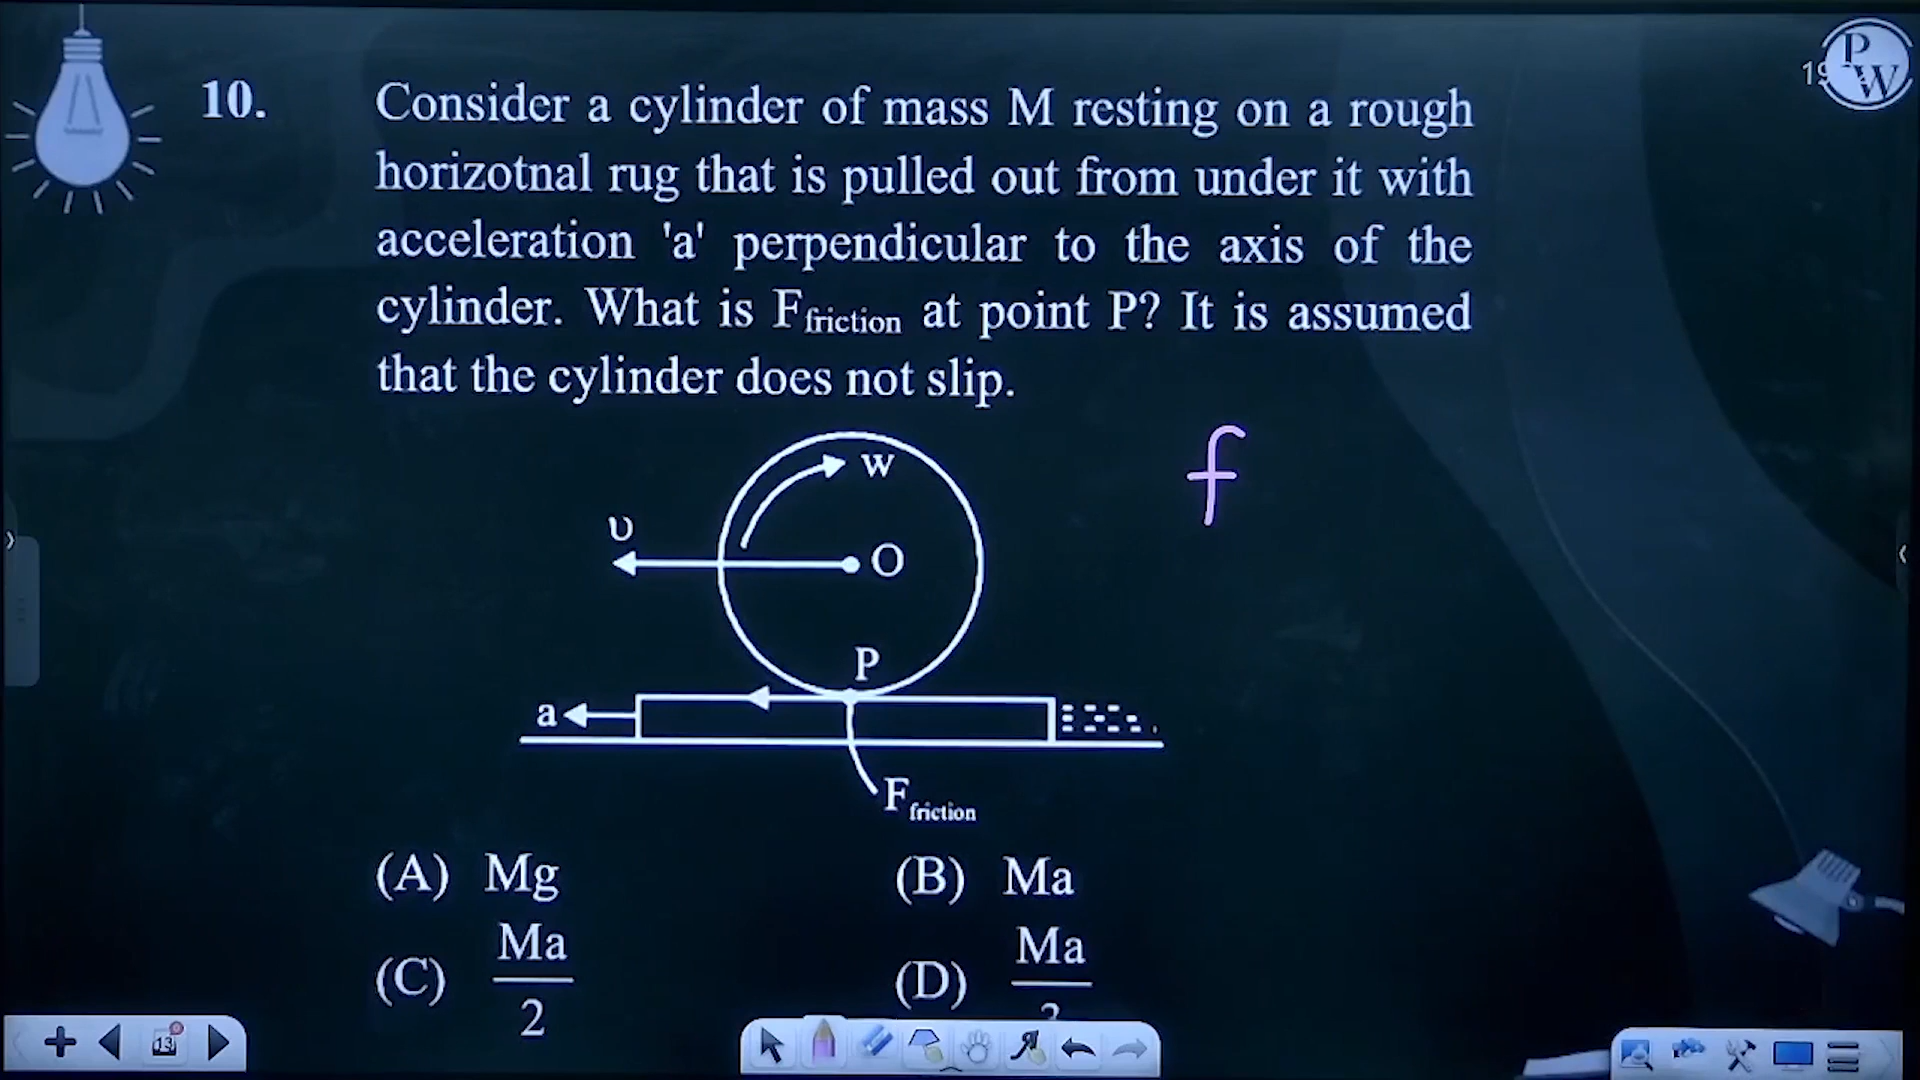 10. Consider a cylinder of mass M resting on a rough
horizotnal rug that is pulled out from under it with
acceleration 'a' perpendicular to the axis of the
cylinder. What is Ffriction at point P? It is assumed
that the cylinder does not slip.
f
w
υ
O
P
a
Ffriction
(A) Mg (B) Ma
(C) Ma/2 (D) Ma
13
PW